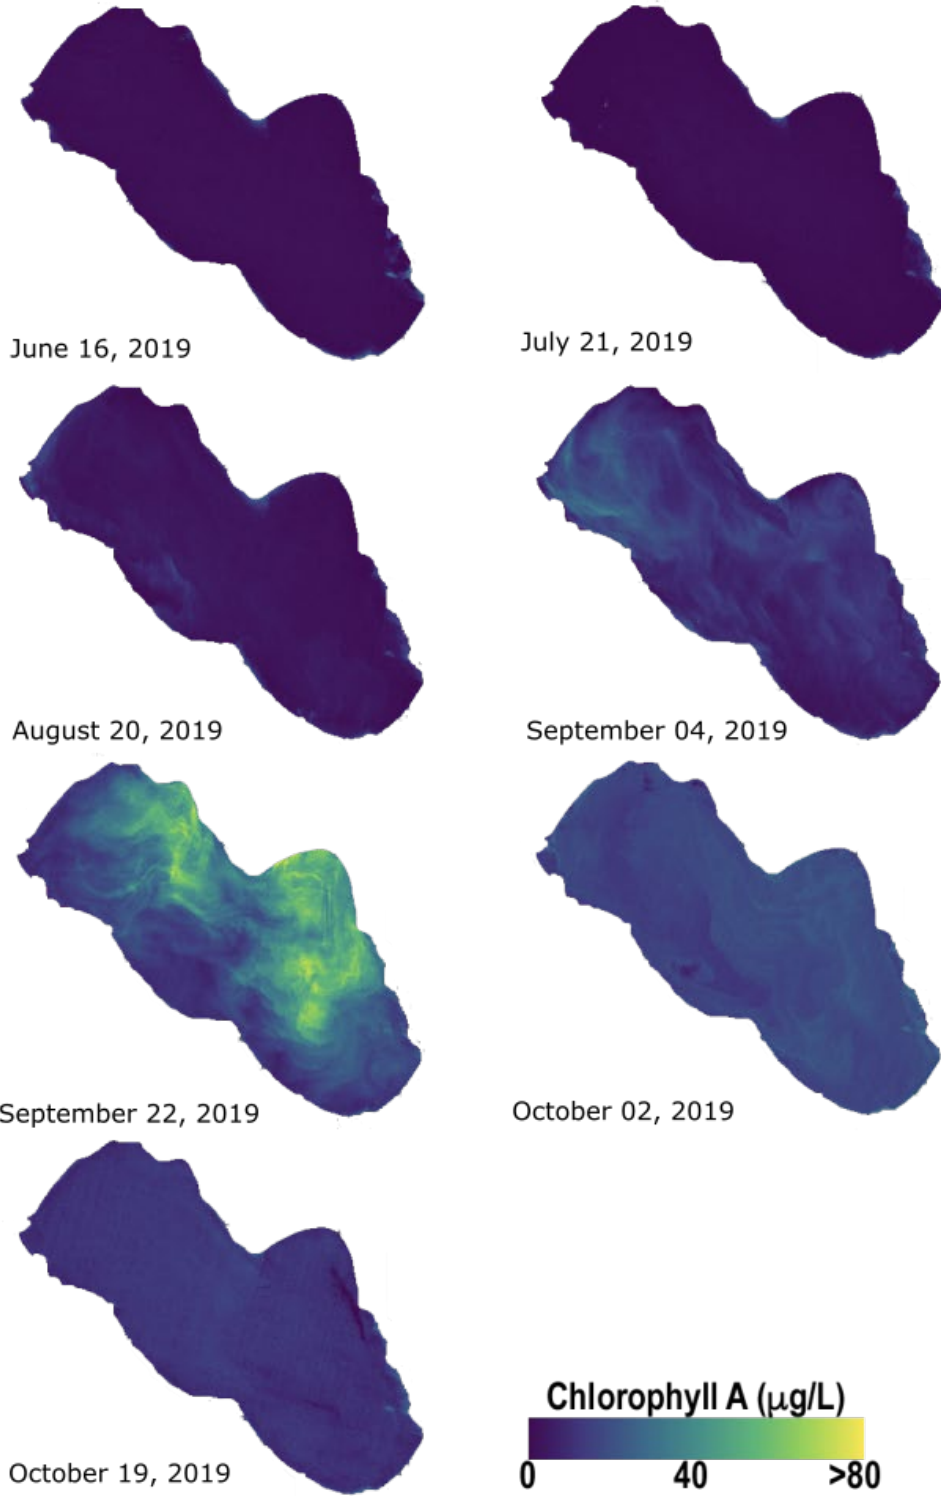 June 16, 2019
July 21, 2019
August 20, 2019
September 04, 2019
September 22, 2019
October 02, 2019
October 19, 2019
Chlorophyll A (μg/L)
0 40 >80